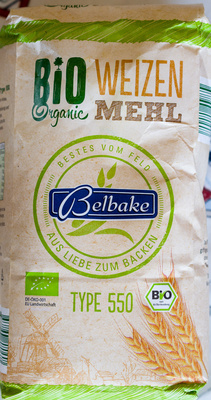 BiO WEIZEN
Organic MEHL
BESTES VOM FELD
Belbake
AUS LIEBE ZUM BACKEN
TYPE 550
BiO
DE-ÖKO-001
EU Landwirtschaft